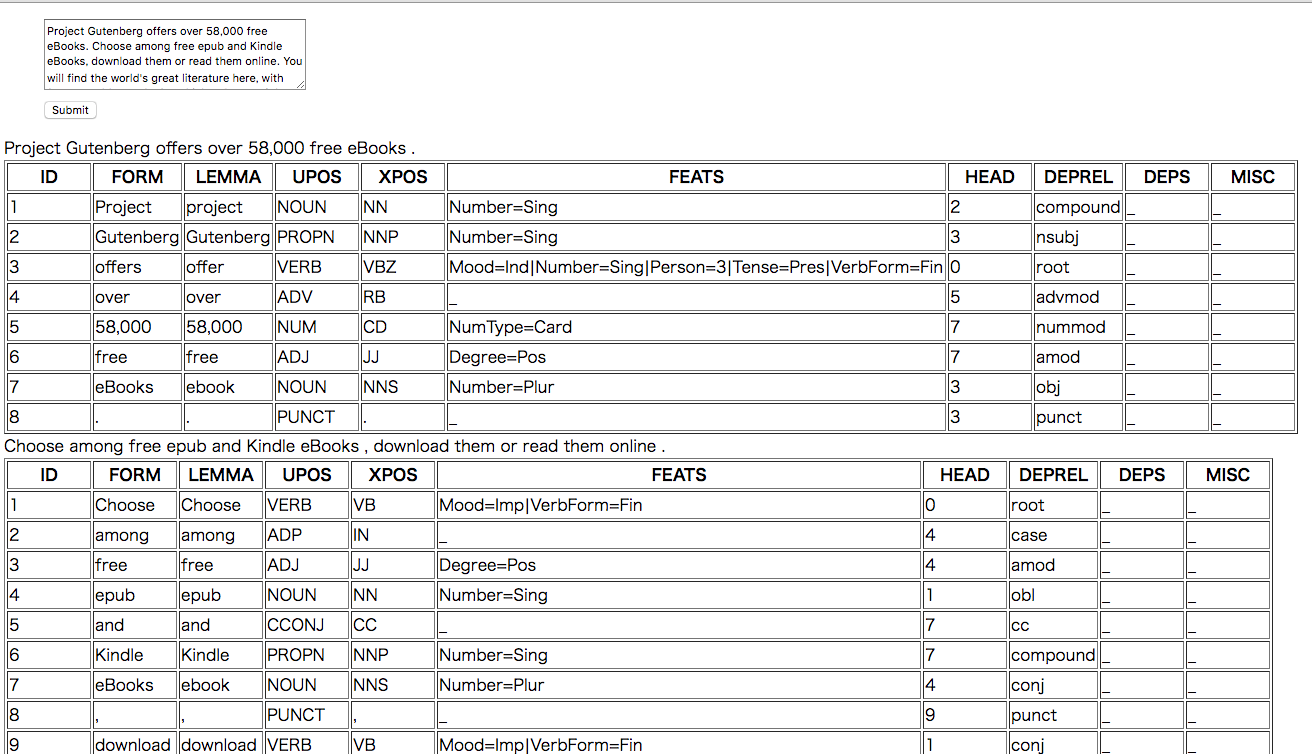 Project Gutenberg offers over 58,000 free
eBooks. Choose among free epub and Kindle
eBooks, download them or read them online. You
will find the world's great literature here, with
Submit
Project Gutenberg offers over 58,000 free eBooks .
ID FORM LEMMA UPOS XPOS FEATS HEAD DEPREL DEPS MISC
1 Project project NOUN NN Number=Sing 2 compound _ _
2 Gutenberg Gutenberg PROPN NNP Number=Sing 3 nsubj _ _
3 offers offer VERB VBZ Mood=Ind|Number=Sing|Person=3|Tense=Pres|VerbForm=Fin 0 root _ _
4 over over ADV RB _ 5 advmod _ _
5 58,000 58,000 NUM CD NumType=Card 7 nummod _ _
6 free free ADJ JJ Degree=Pos 7 amod _ _
7 eBooks ebook NOUN NNS Number=Plur 3 obj _ _
8 . . PUNCT . _ 3 punct _ _
Choose among free epub and Kindle eBooks , download them or read them online .
ID FORM LEMMA UPOS XPOS FEATS HEAD DEPREL DEPS MISC
1 Choose Choose VERB VB Mood=Imp|VerbForm=Fin 0 root _ _
2 among among ADP IN _ 4 case _ _
3 free free ADJ JJ Degree=Pos 4 amod _ _
4 epub epub NOUN NN Number=Sing 1 obl _ _
5 and and CCONJ CC _ 7 cc _ _
6 Kindle Kindle PROPN NNP Number=Sing 7 compound _ _
7 eBooks ebook NOUN NNS Number=Plur 4 conj _ _
8 , , PUNCT , _ 9 punct _ _
9 download download VERB VB Mood=Imp|VerbForm=Fin 1 conj _ _